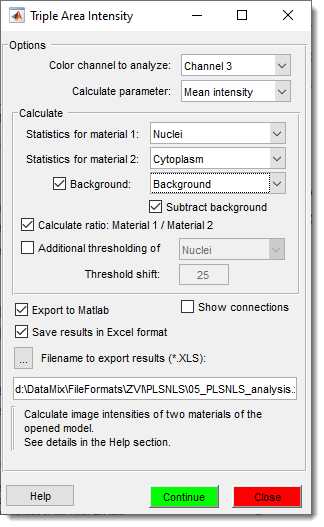 Triple Area Intensity
Options
Color channel to analyze: Channel 3
Calculate parameter: Mean intensity
Calculate
Statistics for material 1: Nuclei
Statistics for material 2: Cytoplasm
Background: Background
Subtract background
Calculate ratio: Material 1 / Material 2
Additional thresholding of Nuclei
Threshold shift: 25
Export to Matlab Show connections
Save results in Excel format
... Filename to export results (*.XLS):
d:\DataMix\FileFormats\ZVI\PLSNLS\05_PLSNLS_analysis.
Calculate image intensities of two materials of the
opened model.
See details in the Help section.
Help Continue Close